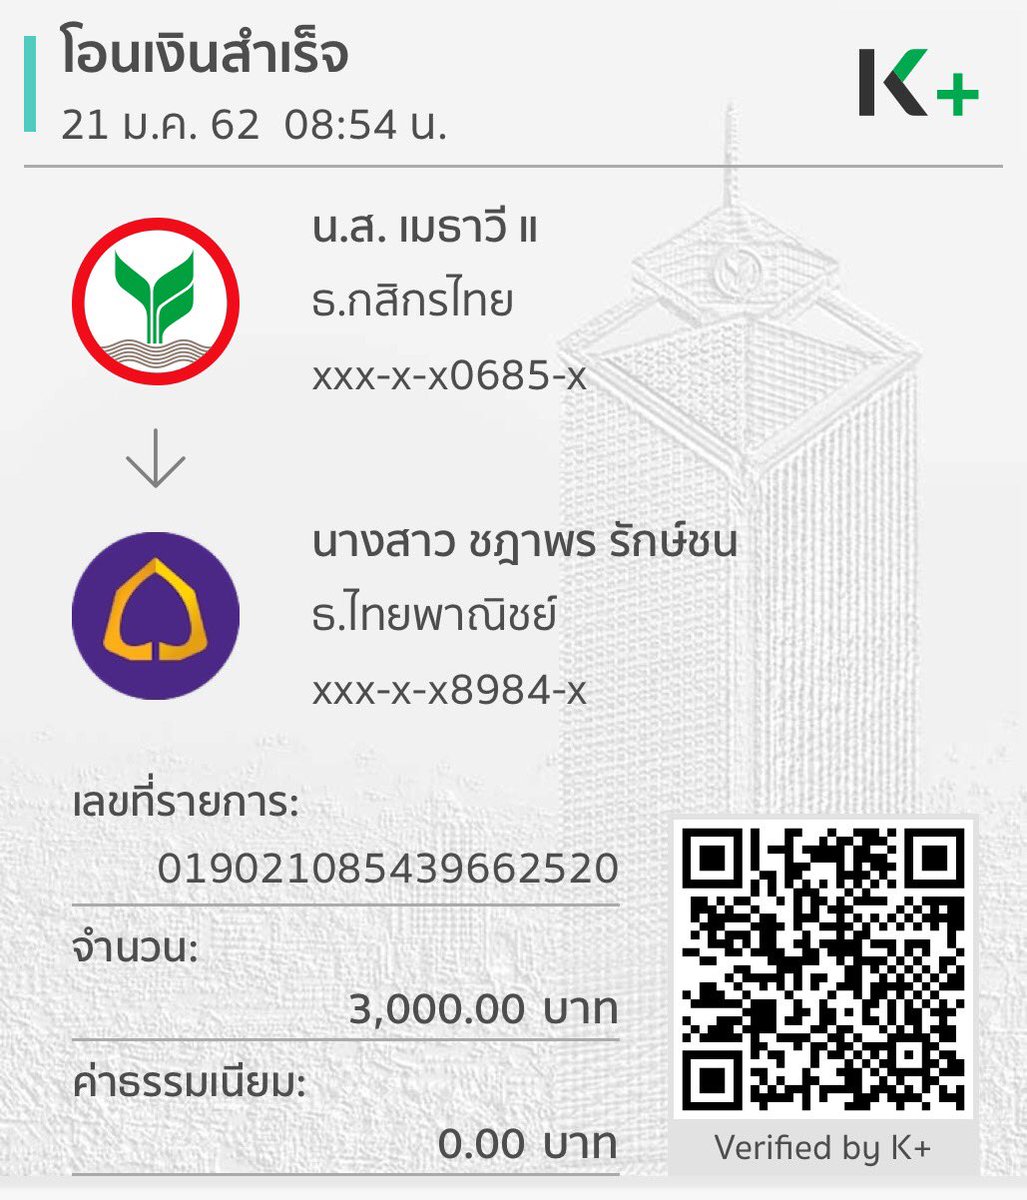 โอนเงินสำเร็จ
K+
21 ม.ค. 62 08:54 น.
น.ส. เมธาวี แ
ธ.กสิกรไทย
xxx-x-x0685-x
นางสาว ชฎาพร รักษ์ชน
ธ.ไทยพาณิชย์
xxx-x-x8984-x
เลขที่รายการ:
019021085439662520
จำนวน:
3,000.00 บาท
ค่าธรรมเนียม:
0.00 บาท
Verified by K+